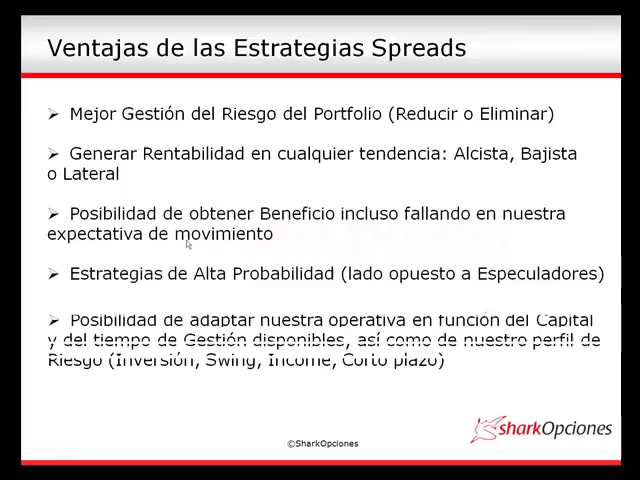 Ventajas de las Estrategias Spreads
➢ Mejor Gestión del Riesgo del Portfolio (Reducir o Eliminar)
➢ Generar Rentabilidad en cualquier tendencia: Alcista, Bajista
o Lateral
➢ Posibilidad de obtener Beneficio incluso fallando en nuestra
expectativa de movimiento
➢ Estrategias de Alta Probabilidad (lado opuesto a Especuladores)
➢ Posibilidad de adaptar nuestra operativa en función del Capital
y del tiempo de Gestión disponibles, así como de nuestro perfil de
Riesgo (Inversión, Swing, Income, Corto plazo)
sharkOpciones
©SharkOpciones